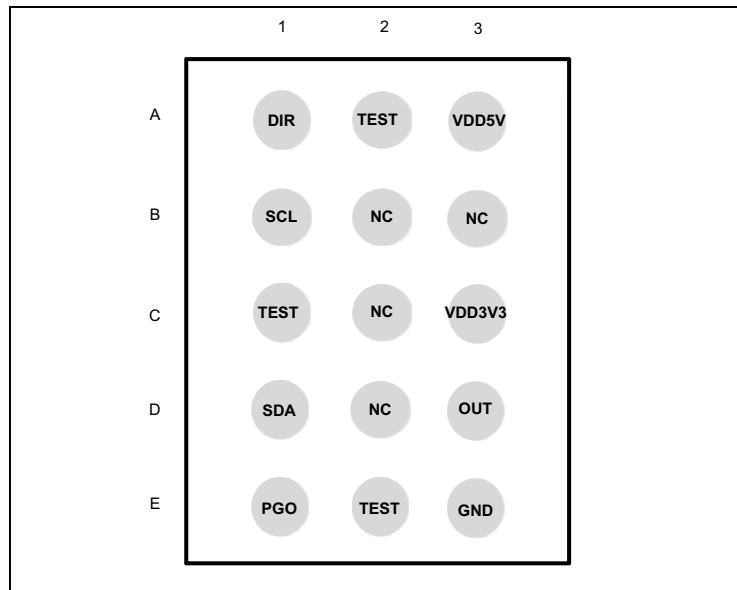 1 2 3
A DIR TEST VDD5V
B SCL NC NC
C TEST NC VDD3V3
D SDA NC OUT
E PGO TEST GND